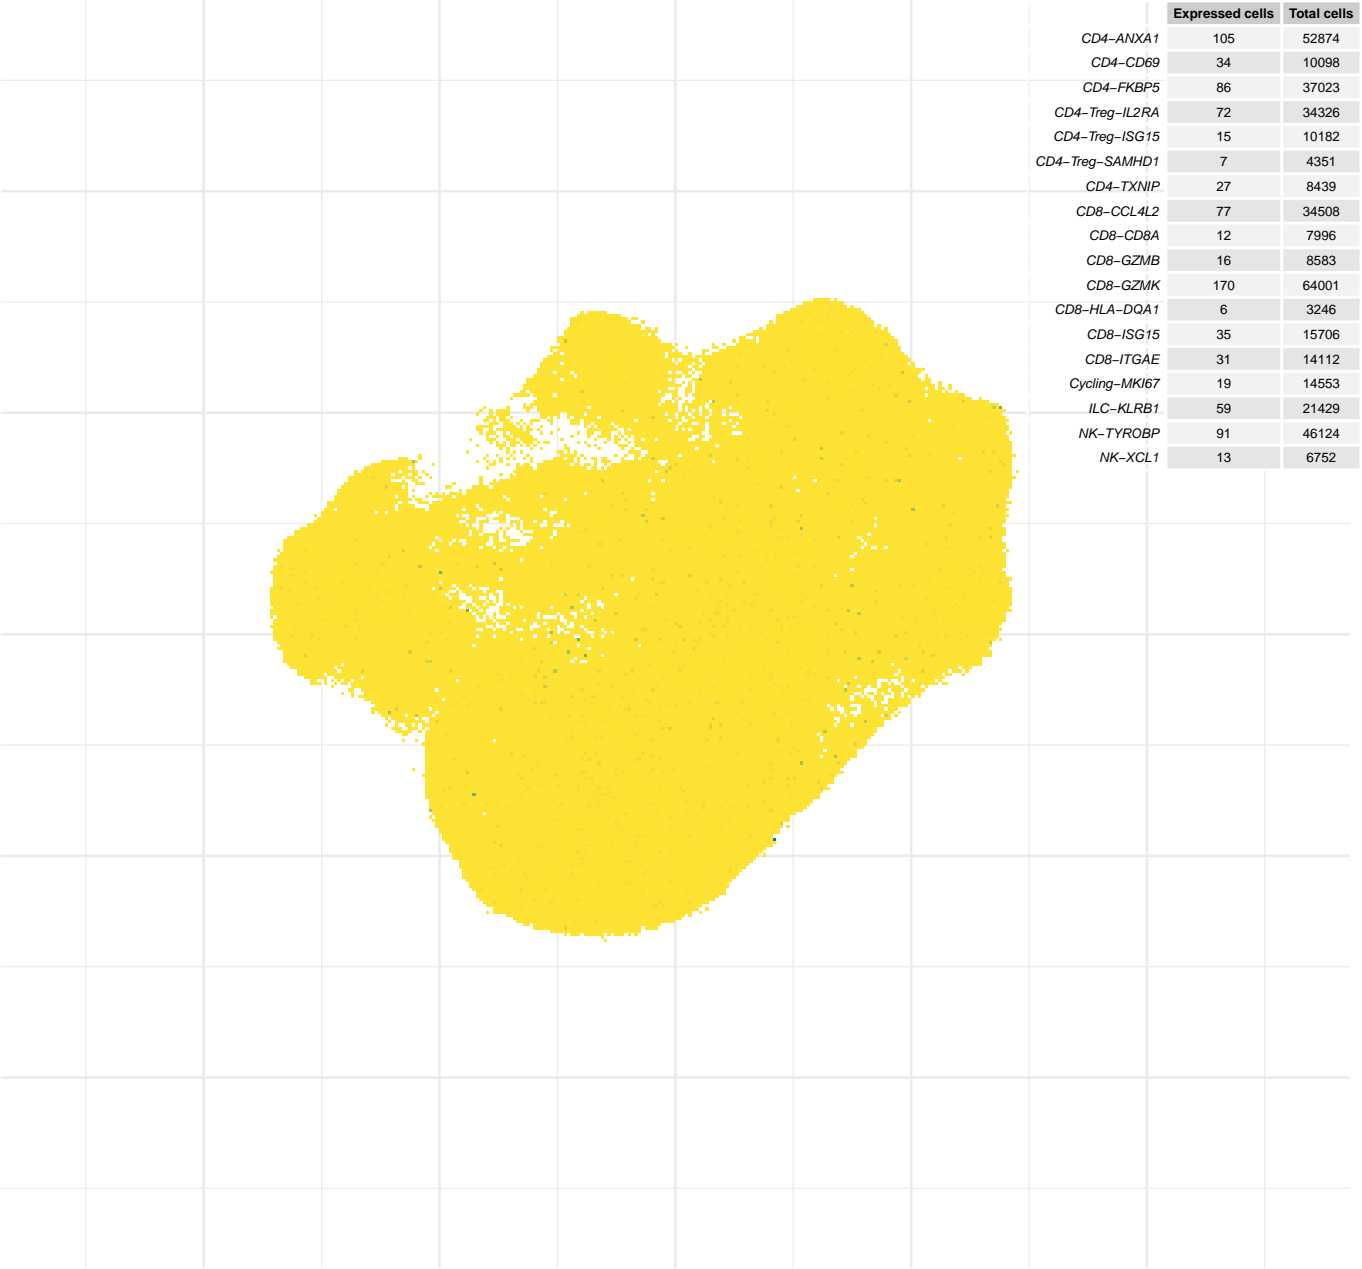 Expressed cells Total cells
CD4−ANXA1 105 52874
CD4−CD69 34 10098
CD4−FKBP5 86 37023
CD4−Treg−IL2RA 72 34326
CD4−Treg−ISG15 15 10182
CD4−Treg−SAMHD1 7 4351
CD4−TXNIP 27 8439
CD8−CCL4L2 77 34508
CD8−CD8A 12 7996
CD8−GZMB 16 8583
CD8−GZMK 170 64001
CD8−HLA−DQA1 6 3246
CD8−ISG15 35 15706
CD8−ITGAE 31 14112
Cycling−MKI67 19 14553
ILC−KLRB1 59 21429
NK−TYROBP 91 46124
NK−XCL1 13 6752